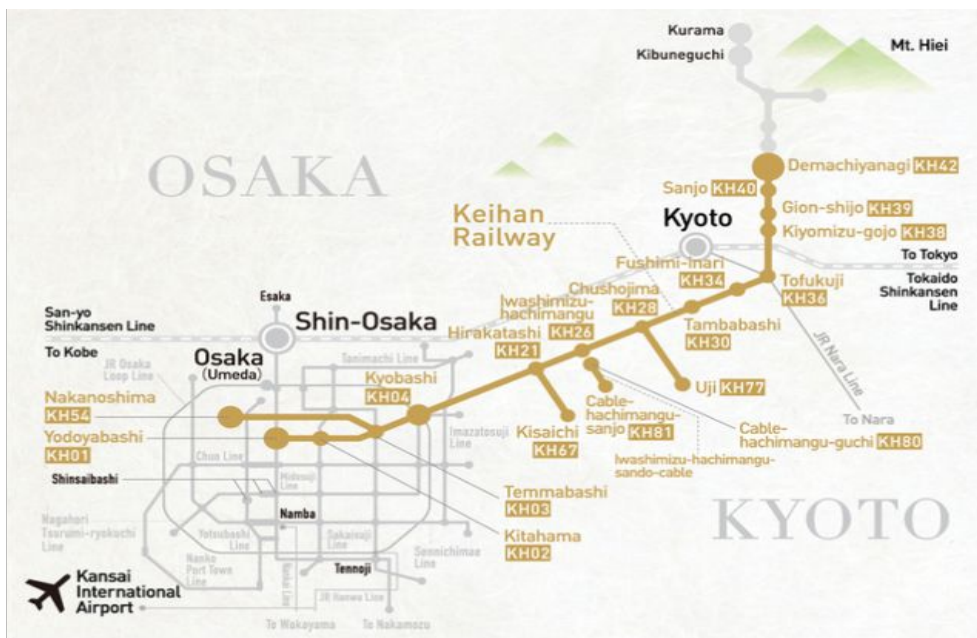 Kurama
Kibuneguchi
Mt. Hiei
OSAKA
Demachiyanagi KH42
Sanjo KH40
Gion-shijo KH39
Kiyomizu-gojo KH38
Keihan
Railway
Kyoto
To Tokyo
Tokaido
Shinkansen
Line
Fushimi-inari
KH34
Tofukuji
KH36
Chushojima
KH28
Iwashimizu-
hachimangu
KH26
Tambabashi
KH30
Hirakatashi
KH21
Esaka
San-yo
Shinkansen Line
To Kobe
Shin-Osaka
JR Nara Line
To Nara
JR Osaka
Loop Line
Osaka
(Umeda)
Tanimachi Line
Kyobashi
KH04
Nakanoshima
KH54
Yodoyabashi
KH01
Uji KH77
Cable-
hachimangu-
sanjo KH81
Cable-
hachimangu-guchi KH80
Kisaichi
KH67
Iwashimizu-hachimangu-
sando-cable
Imazatosuji
Line
Chuo Line
Midosuji
Line
Shinsaibashi
Temmabashi
KH03
Kitahama
KH02
KYOTO
Namba
Nagahori
Tsurumi-ryokuchi
Line
Yotsubashi
Line
Sakaisuji
Line
Sennichimae
Line
Nanko
Port Town
Line
Nankai Line
Tennoji
Kansai
International
Airport
JR Hanwa Line
To Wakayama
To Nakamozu